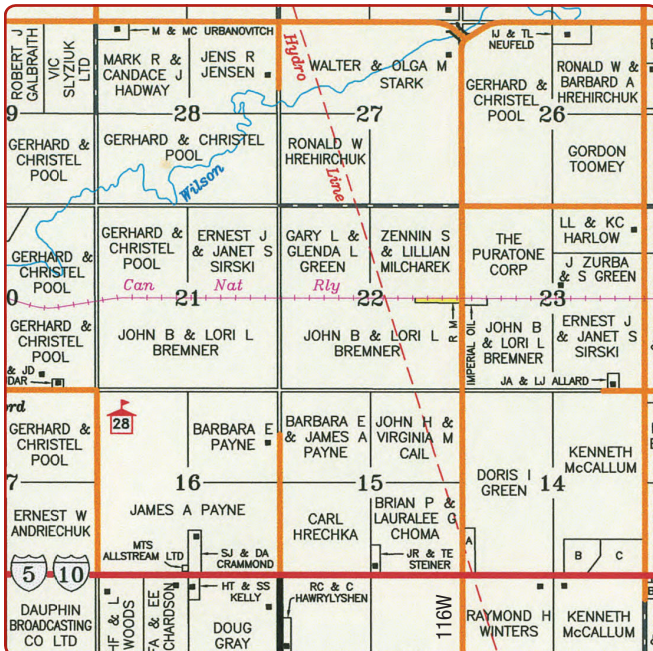 ROBERT J
GALBRAITH
VIC
SLYZIUK
LTD
M & MC URBANOVITCH
MARK R &
CANDACE J
HADWAY
JENS R
JENSEN
Hydro
WALTER & OLGA M
STARK
IJ & TL
NEUFELD
GERHARD &
CHRISTEL
POOL
RONALD W &
BARBARD A
HREHIRCHUK
9
28
27
26
GERHARD &
CHRISTEL
POOL
GERHARD & CHRISTEL
POOL
Wilson
RONALD W
HREHIRCHUK
Line
GORDON
TOOMEY
GERHARD &
CHRISTEL
POOL
GERHARD &
CHRISTEL
POOL
ERNEST J
& JANET S
SIRSKI
GARY L &
GLENDA L
GREEN
ZENNIN S
& LILLIAN
MILCHAREK
THE
PURATONE
CORP
LL & KC
HARLOW
J ZURBA
& S GREEN
0
Can Nat Rly
21
22
23
GERHARD &
CHRISTEL
POOL
JOHN B & LORI L
BREMNER
JOHN B & LORI L
BREMNER
R M
IMPERIAL OIL
JOHN B
& LORI L
BREMNER
ERNEST J
& JANET S
SIRSKI
& JD
DAR
JA & LJ ALLARD
rd
28
GERHARD &
CHRISTEL
POOL
BARBARA E
PAYNE
BARBARA E
& JAMES A
PAYNE
JOHN H &
VIRGINIA M
CAIL
DORIS I
GREEN
KENNETH
McCALLUM
7
16
15
14
ERNEST W
ANDRIECHUK
JAMES A PAYNE
MTS
ALLSTREAM LTD
SJ & DA
CRAMMOND
CARL
HRECHKA
BRIAN P &
LAURALEE G
CHOMA
JR & TE
STEINER
A
B
C
5
10
DAUPHIN
BROADCASTING
CO LTD
HF & L
WOODS
FA & EE
CHARDSON
HT & SS
KELLY
DOUG
GRAY
RC & C
HAWRYLYSHEN
116W
RAYMOND H
WINTERS
KENNETH
McCALLUM